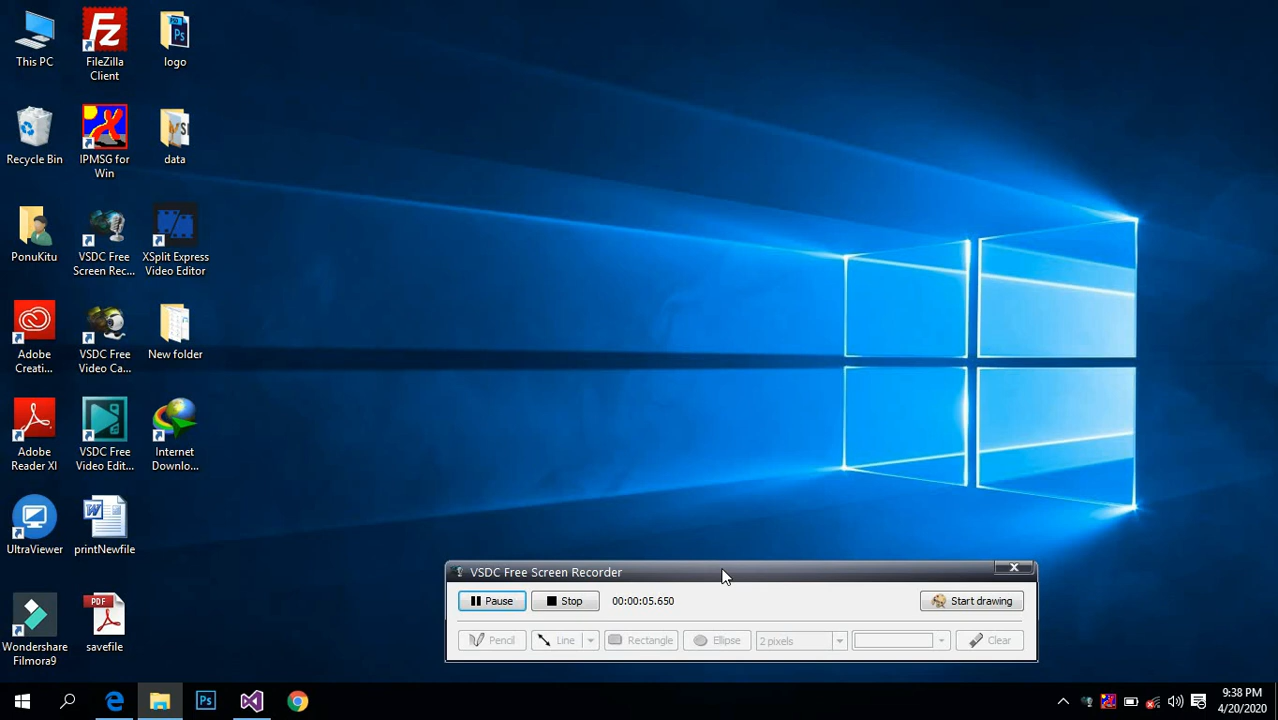 This PC
FileZilla
Client
logo
Recycle Bin
IPMSG for
Win
data
PonuKitu
VSDC Free
Screen Rec...
XSplit Express
Video Editor
Adobe
Creati...
VSDC Free
Video Ca...
New folder
Adobe
Reader XI
VSDC Free
Video Edit...
Internet
Downlo...
UltraViewer
printNewfile
Wondershare
Filmora9
PDF
savefile
VSDC Free Screen Recorder
Pause
Stop
00:00:05.650
Start drawing
Pencil
Line
Rectangle
Ellipse
2 pixels
Clear
Ps
9:38 PM
4/20/2020